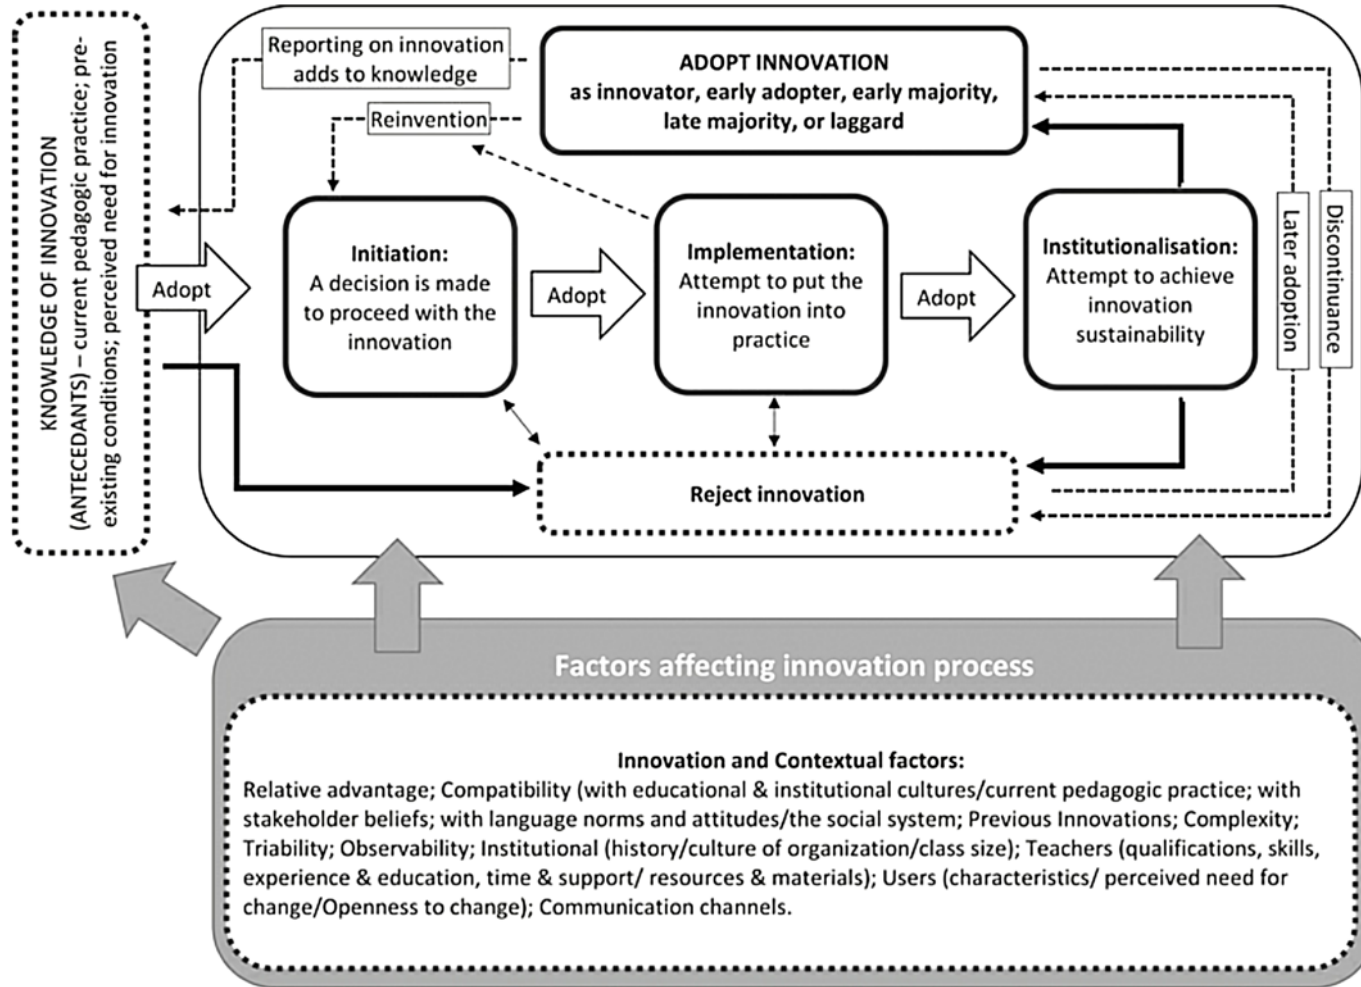 KNOWLEDGE OF INNOVATION
(ANTECEDANTS) – current pedagogic practice; pre-
existing conditions; perceived need for innovation
Reporting on innovation
adds to knowledge
Reinvention
ADOPT INNOVATION
as innovator, early adopter, early majority,
late majority, or laggard
Adopt
Initiation:
A decision is made
to proceed with the
innovation
Adopt
Implementation:
Attempt to put the
innovation into
practice
Adopt
Institutionalisation:
Attempt to achieve
innovation
sustainability
Later adoption
Discontinuance
Reject innovation
Factors affecting innovation process
Innovation and Contextual factors:
Relative advantage; Compatibility (with educational & institutional cultures/current pedagogic practice; with
stakeholder beliefs; with language norms and attitudes/the social system; Previous Innovations; Complexity;
Triability; Observability; Institutional (history/culture of organization/class size); Teachers (qualifications, skills,
experience & education, time & support/ resources & materials); Users (characteristics/ perceived need for
change/Openness to change); Communication channels.